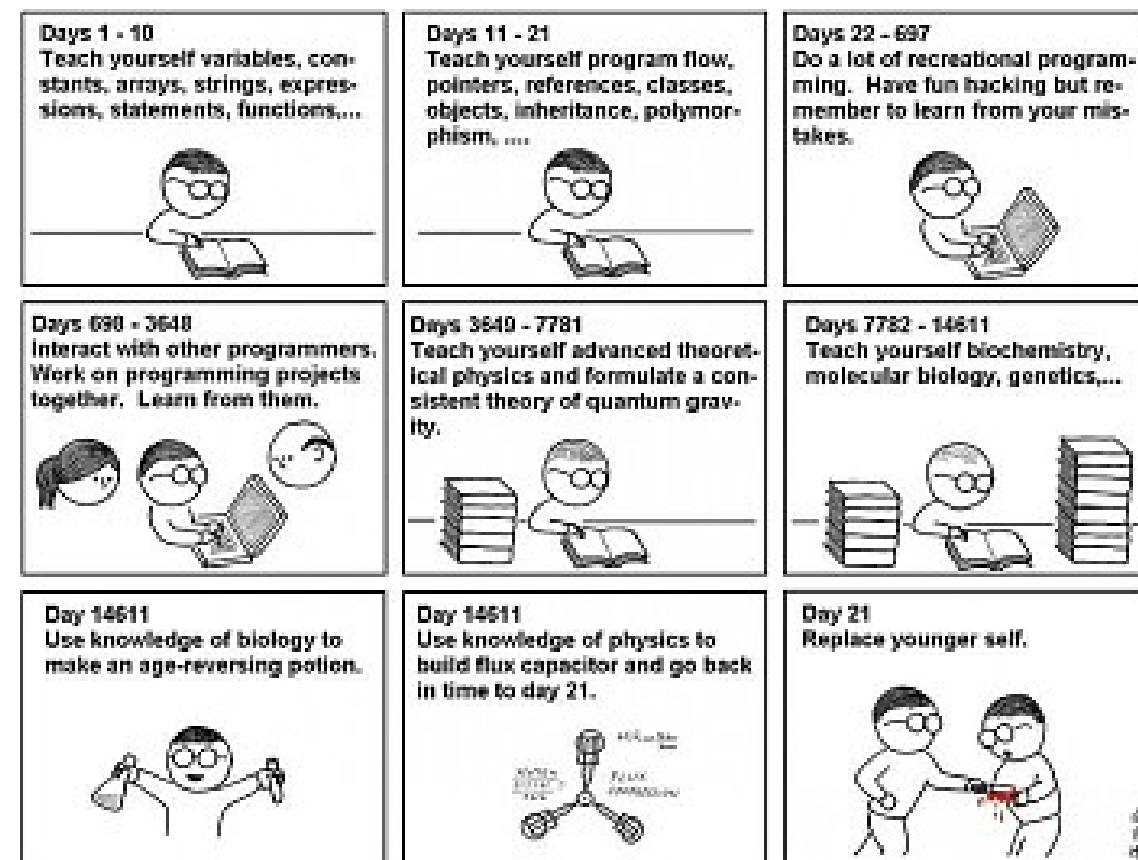 Days 1 - 10
Teach yourself variables, con-
stants, arrays, strings, expres-
sions, statements, functions,...
Days 11 - 21
Teach yourself program flow,
pointers, references, classes,
objects, inheritance, polymor-
phism, ....
Days 22 - 697
Do a lot of recreational program-
ming. Have fun hacking but re-
member to learn from your mis-
takes.
Days 698 - 3648
Interact with other programmers.
Work on programming projects
together. Learn from them.
Days 3649 - 7781
Teach yourself advanced theoret-
ical physics and formulate a con-
sistent theory of quantum grav-
ity.
Days 7782 - 14611
Teach yourself biochemistry,
molecular biology, genetics,...
Day 14611
Use knowledge of biology to
make an age-reversing potion.
Day 14611
Use knowledge of physics to
build flux capacitor and go back
in time to day 21.
FLUX
Day 21
Replace younger self.